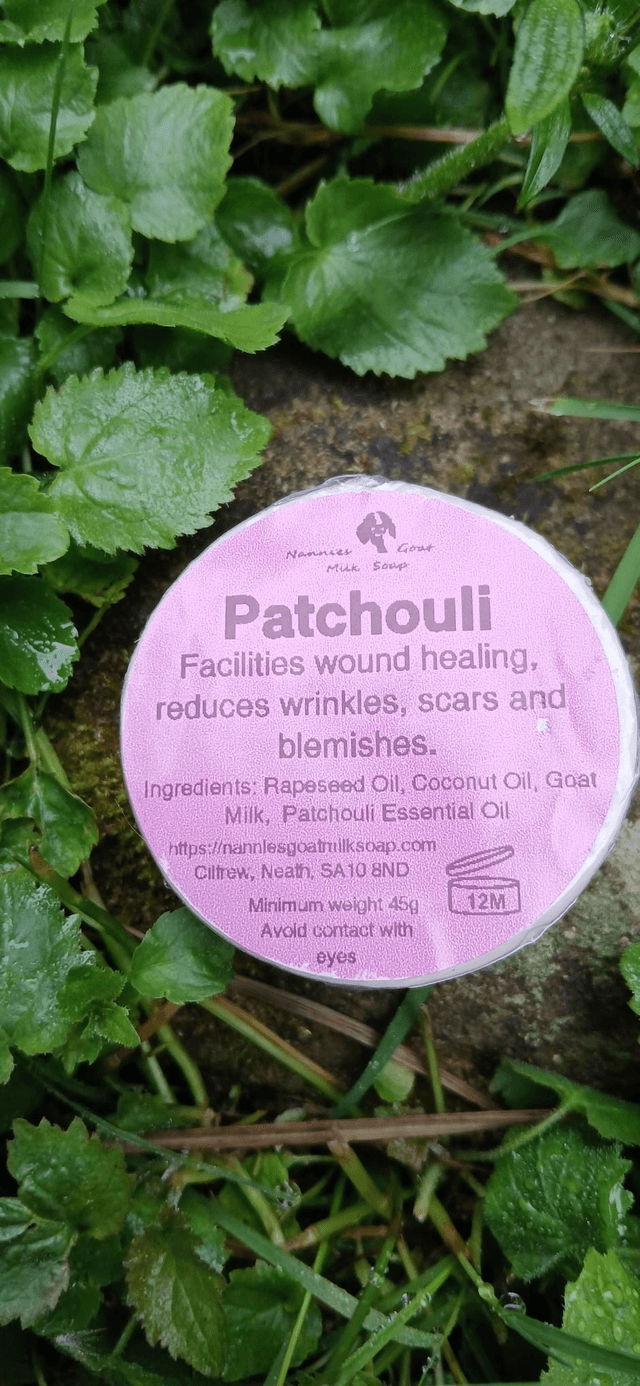 Nannies Goat
Milk Soap
Patchouli
Facilities wound healing,
reduces wrinkles, scars and
blemishes.
Ingredients: Rapeseed Oil, Coconut Oil, Goat
Milk, Patchouli Essential Oil
https://nanniesgoatmilksoap.com
Cilfrew, Neath, SA10 8ND
Minimum weight 45g
12M
Avoid contact with
eyes